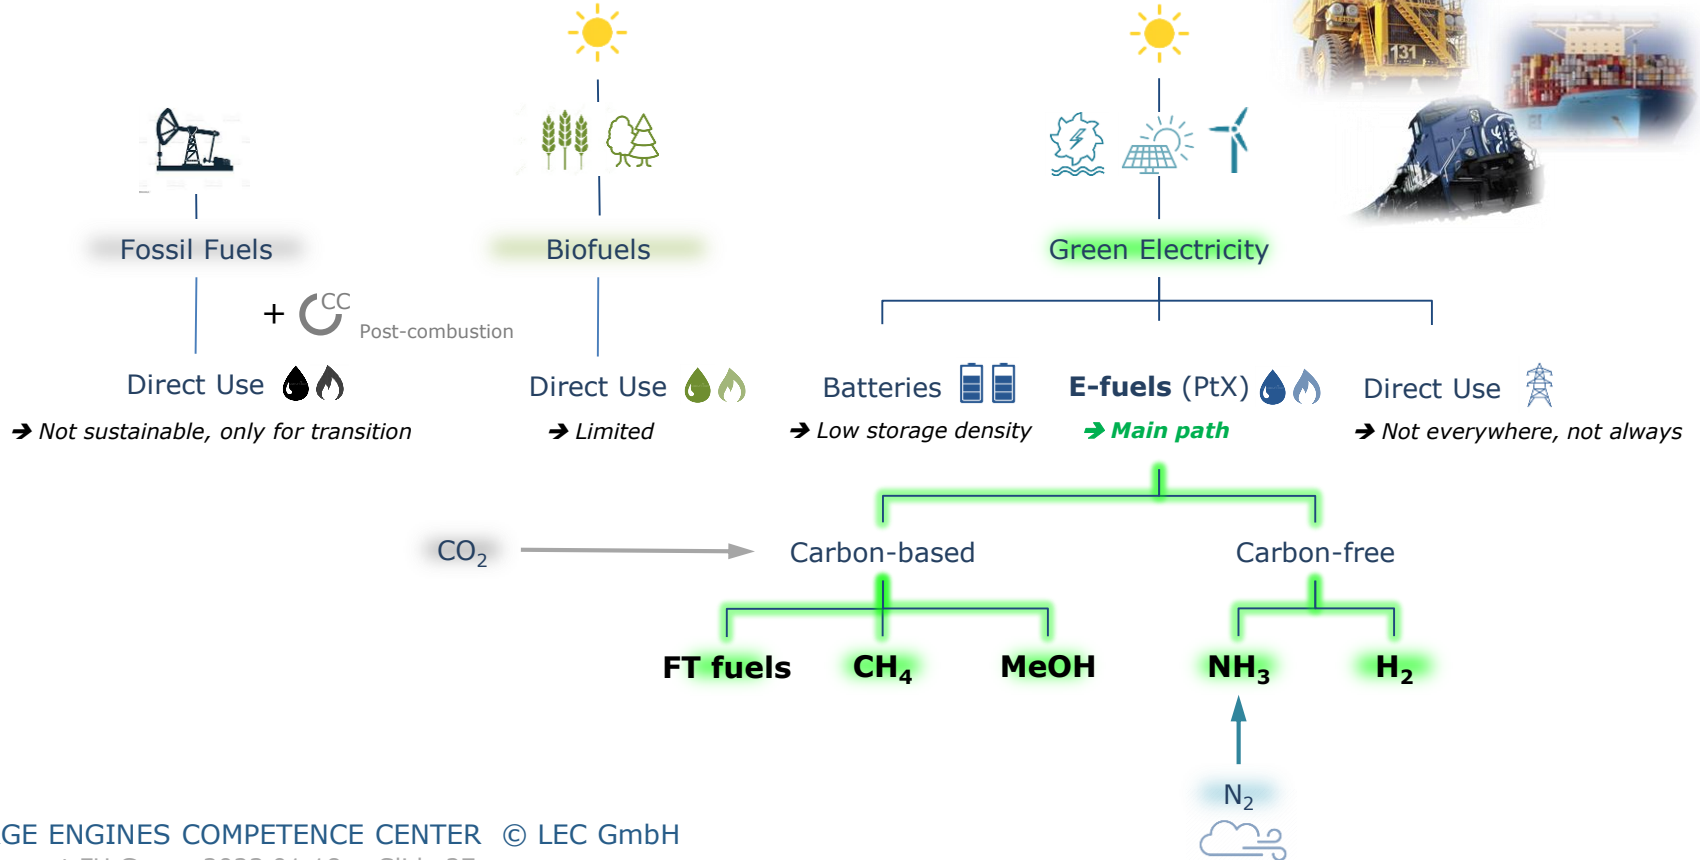 131
Fossil Fuels
Biofuels
Green Electricity
+ CC
Post-combustion
Direct Use
Direct Use
Batteries
E-fuels (PtX)
Direct Use
➔ Not sustainable, only for transition
➔ Limited
➔ Low storage density
➔ Main path
➔ Not everywhere, not always
CO₂
Carbon-based
Carbon-free
FT fuels
CH₄
MeOH
NH₃
H₂
N₂
GE ENGINES COMPETENCE CENTER © LEC GmbH